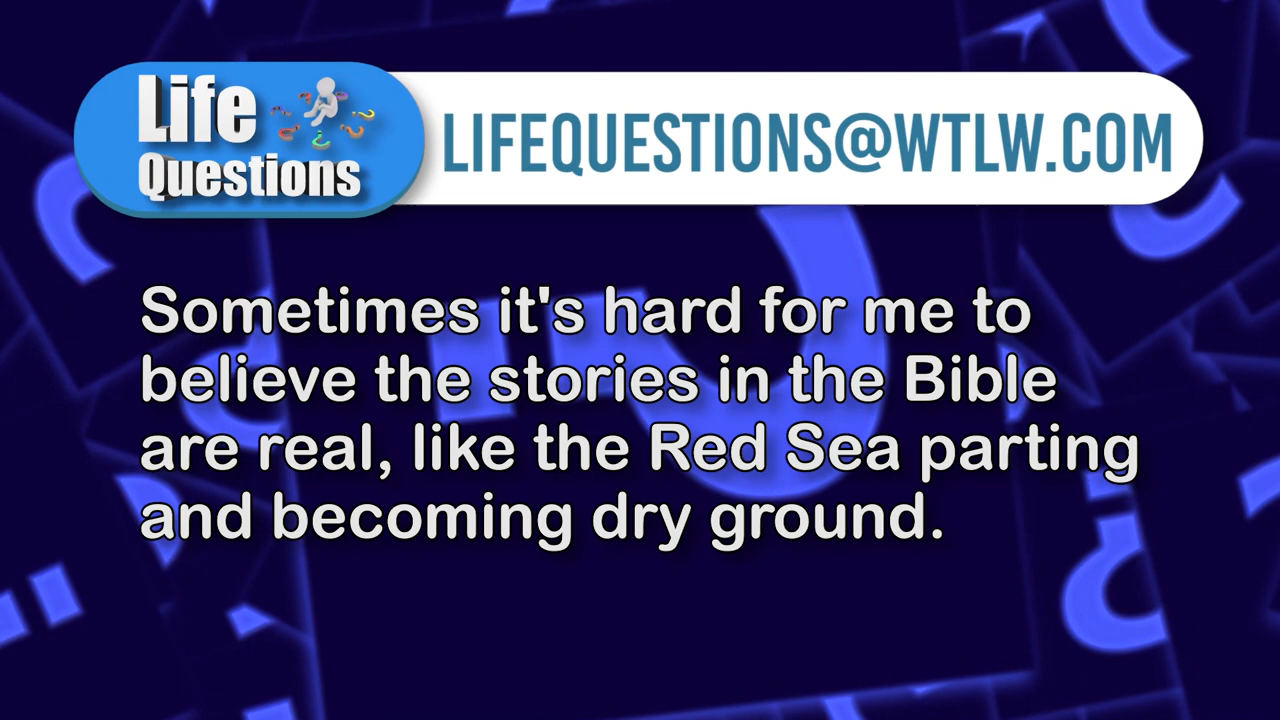 Life
Questions
LIFEQUESTIONS@WTLW.COM
Sometimes it's hard for me to
believe the stories in the Bible
are real, like the Red Sea parting
and becoming dry ground.